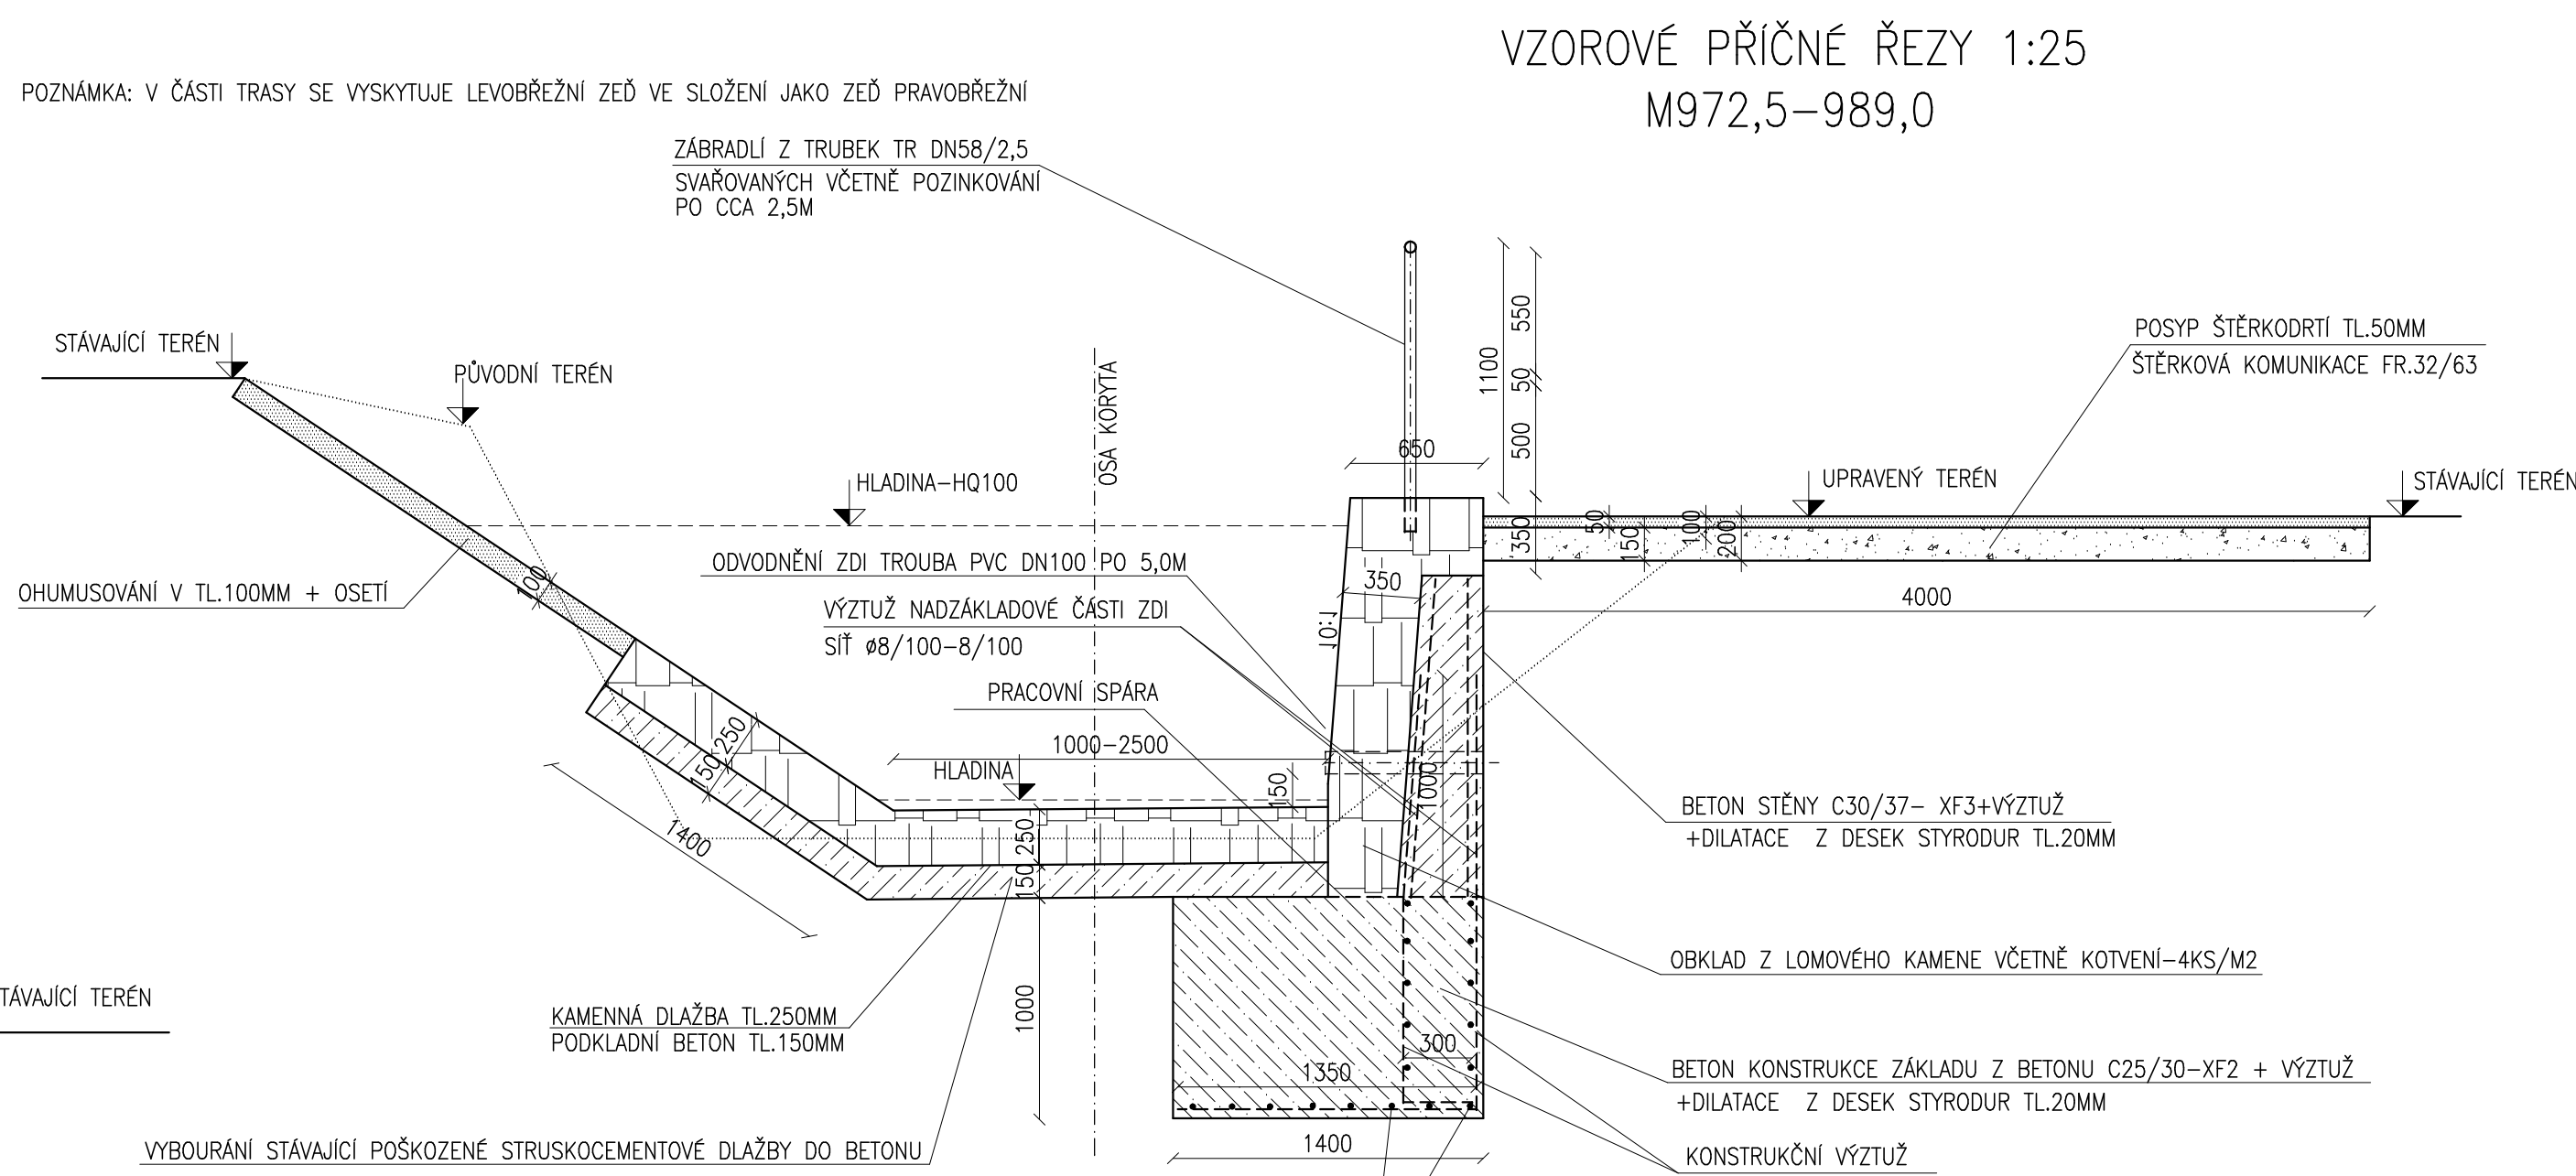 VZOROVÉ PŘÍČNÉ ŘEZY 1:25
M972,5-989,0
POZNÁMKA: V ČÁSTI TRASY SE VYSKYTUJE LEVOBŘEŽNÍ ZEĎ VE SLOŽENÍ JAKO ZEĎ PRAVOBŘEŽNÍ
ZÁBRADLÍ Z TRUBEK TR DN58/2,5
SVAŘOVANÝCH VČETNĚ POZINKOVÁNÍ
PO CCA 2,5M
STÁVAJÍCÍ TERÉN
PŮVODNÍ TERÉN
OSA KORYTA
1100
550
50
500
350
POSYP ŠTĚRKODRTÍ TL.50MM
ŠTĚRKOVÁ KOMUNIKACE FR.32/63
650
HLADINA-HQ100
UPRAVENÝ TERÉN
STÁVAJÍCÍ TERÉN
50
150
100
200
ODVODNĚNÍ ZDI TROUBA PVC DN100 PO 5,0M
OHUMUSOVÁNÍ V TL.100MM + OSETÍ
100
350
4000
VÝZTUŽ NADZÁKLADOVÉ ČÁSTI ZDI
SÍŤ ø8/100-8/100
10:1
PRACOVNÍ SPÁRA
1000-2500
HLADINA
150
1000
250
150
1400
250
150
BETON STĚNY C30/37- XF3+VÝZTUŽ
+DILATACE Z DESEK STYRODUR TL.20MM
OBKLAD Z LOMOVÉHO KAMENE VČETNĚ KOTVENÍ-4KS/M2
TÁVAJÍCÍ TERÉN
1000
KAMENNÁ DLAŽBA TL.250MM
PODKLADNÍ BETON TL.150MM
300
1350
BETON KONSTRUKCE ZÁKLADU Z BETONU C25/30-XF2 + VÝZTUŽ
+DILATACE Z DESEK STYRODUR TL.20MM
VYBOURÁNÍ STÁVAJÍCÍ POŠKOZENÉ STRUSKOCEMENTOVÉ DLAŽBY DO BETONU
1400
KONSTRUKČNÍ VÝZTUŽ